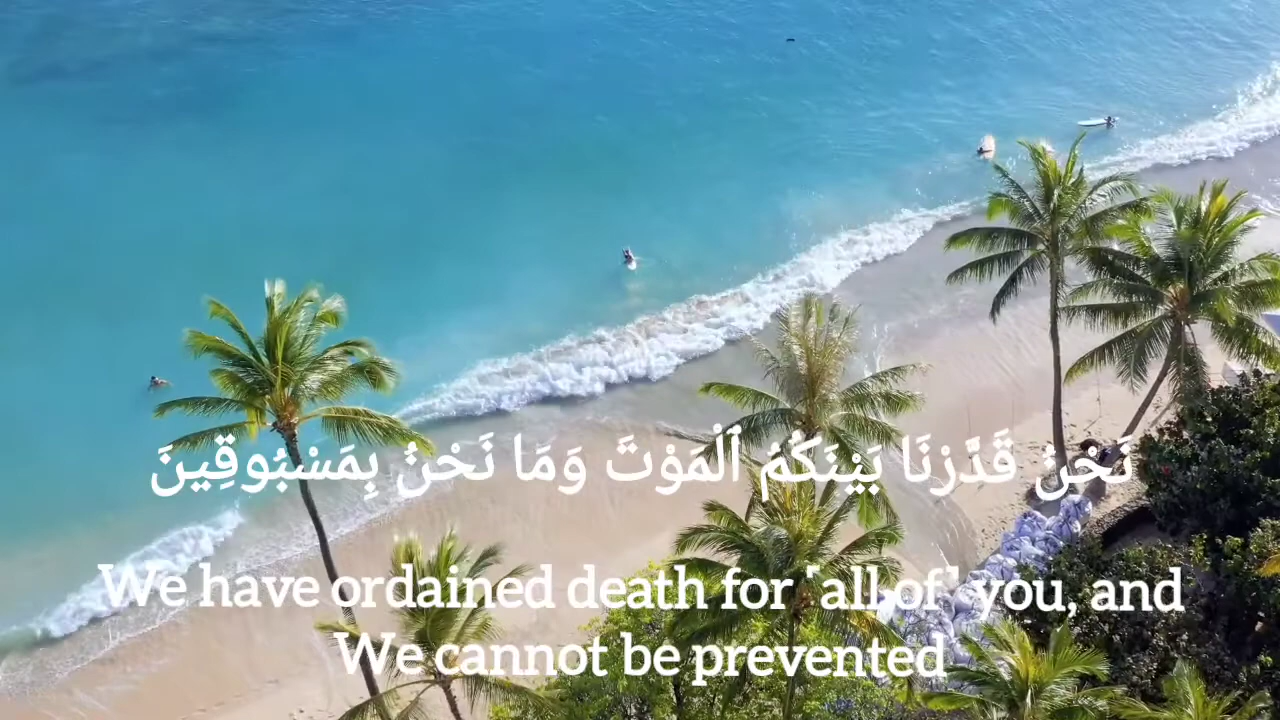 نَحْنُ قَدَّرْنَا بَيْنَكُمُ ٱلْمَوْتَ وَمَا نَحْنُ بِمَسْبُوقِينَ
We have ordained death for ˹all of˺ you, and
We cannot be prevented